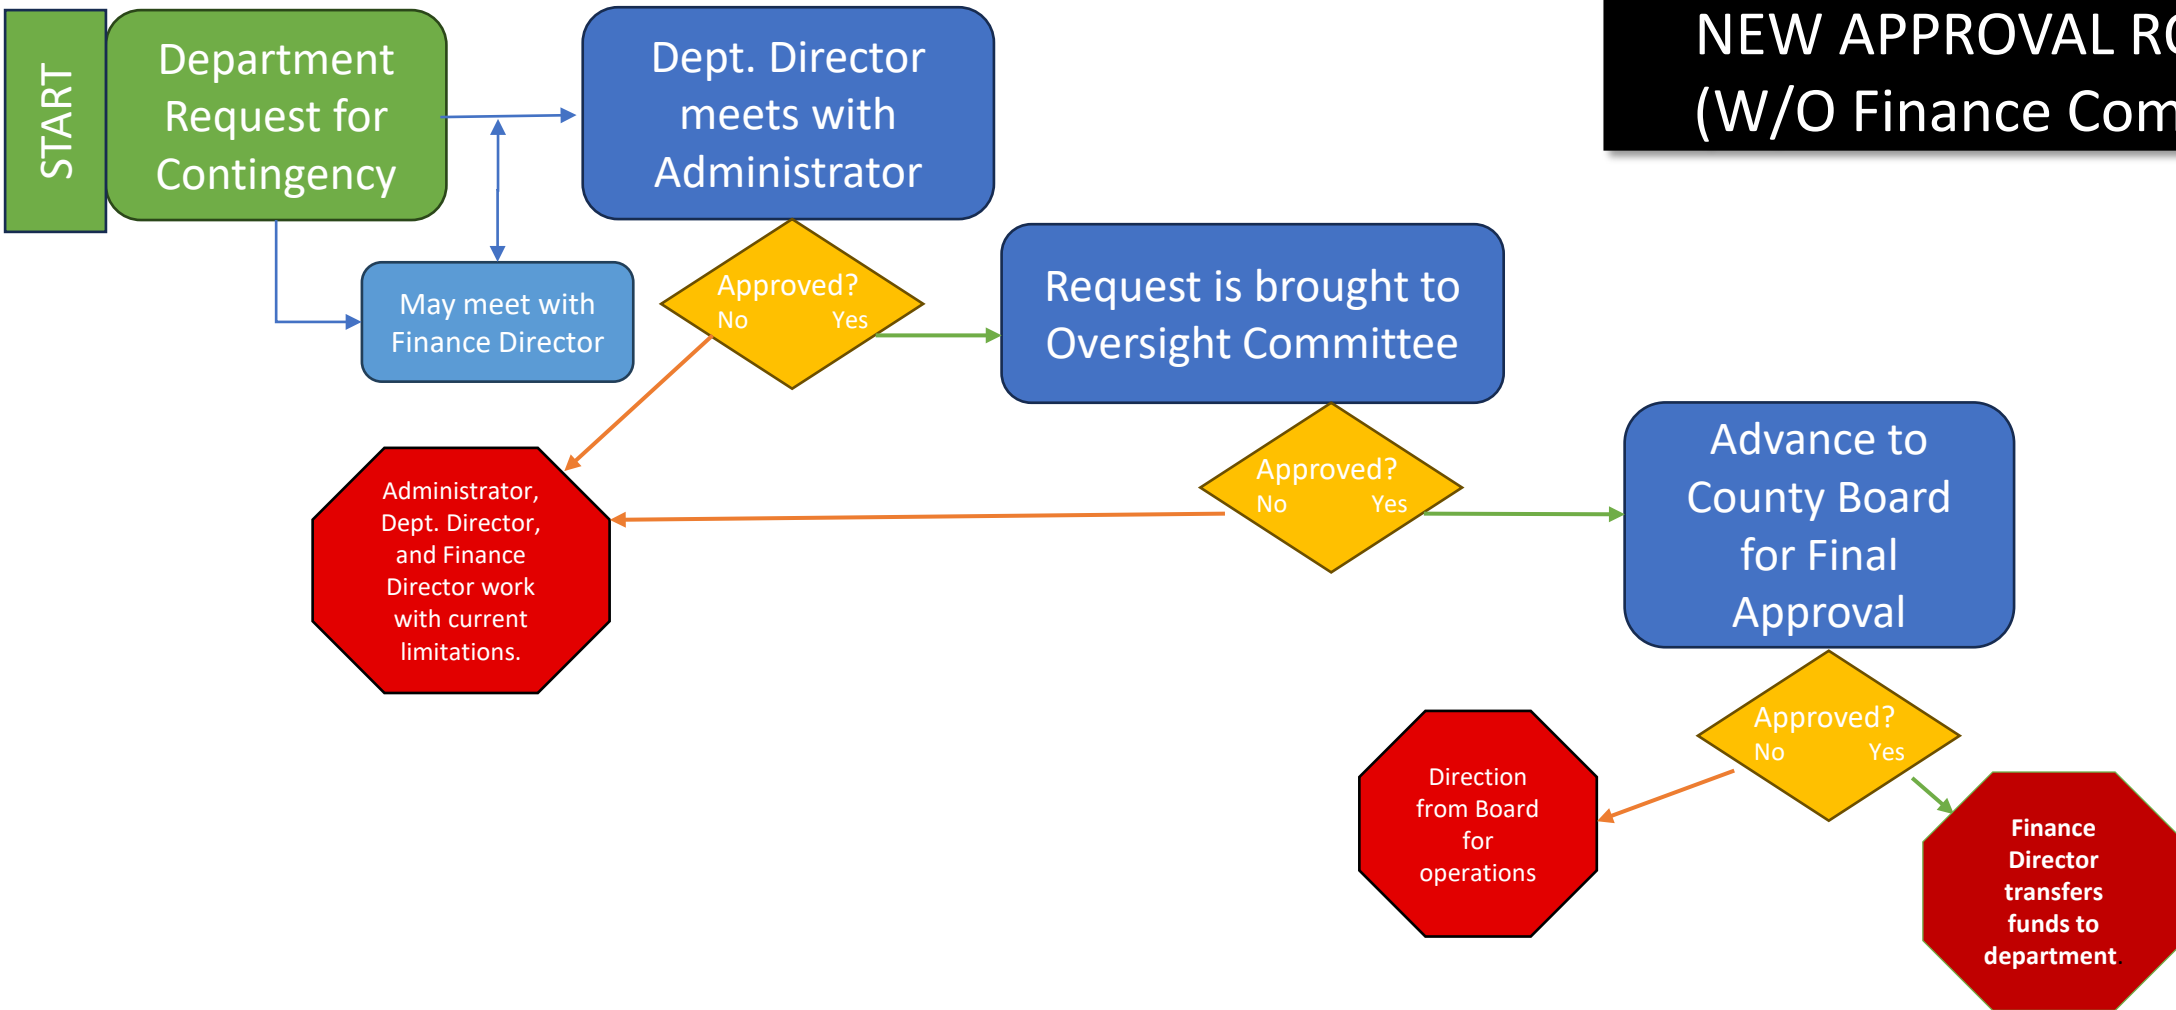 START
Department
Request for
Contingency
Dept. Director
meets with
Administrator
NEW APPROVAL
(W/O Finance
May meet with
Finance Director
Approved?
No Yes
Request is brought to
Oversight Committee
Administrator,
Dept. Director,
and Finance
Director work
with current
limitations.
Approved?
No Yes
Advance to
County Board
for Final
Approval
Approved?
No Yes
Direction
from Board
for
operations
Finance
Director
transfers
funds to
department.